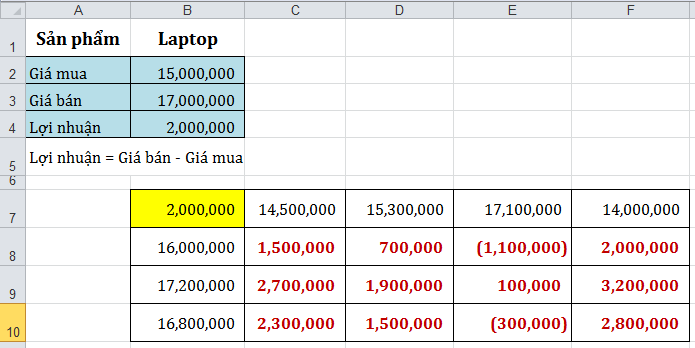 A B C D E F
1 Sản phẩm Laptop
2 Giá mua 15,000,000
3 Giá bán 17,000,000
4 Lợi nhuận 2,000,000
5 Lợi nhuận = Giá bán - Giá mua
6
7 2,000,000 14,500,000 15,300,000 17,100,000 14,000,000
8 16,000,000 1,500,000 700,000 (1,100,000) 2,000,000
9 17,200,000 2,700,000 1,900,000 100,000 3,200,000
10 16,800,000 2,300,000 1,500,000 (300,000) 2,800,000